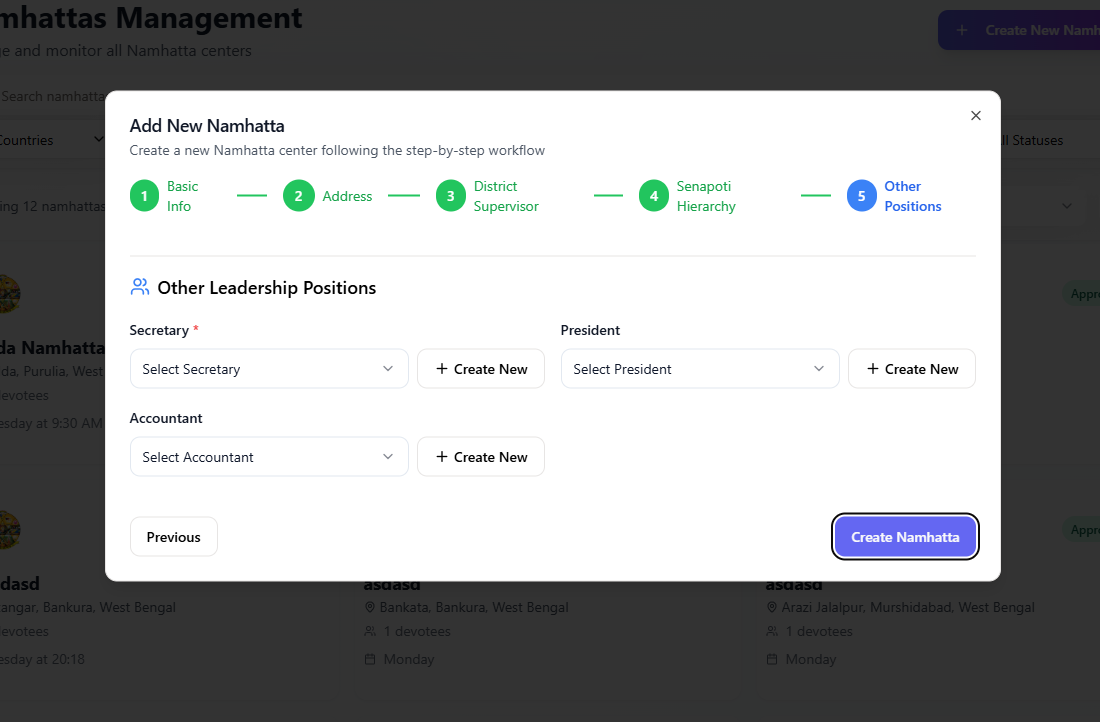 mhattas Management
ge and monitor all Namhatta centers
+ Create New Namh
Search namhatta
Countries
ll Statuses
ing 12 namhattas
Add New Namhatta
Create a new Namhatta center following the step-by-step workflow
1 Basic Info
2 Address
3 District Supervisor
4 Senapoti Hierarchy
5 Other Positions
Other Leadership Positions
Secretary *
President
Select Secretary
+ Create New
Select President
+ Create New
Accountant
Select Accountant
+ Create New
Previous
Create Namhatta
Appr
da Namhatta
da, Purulia, West
devotees
esday at 9:30 AM
Appr
dasd
angar, Bankura, West Bengal
devotees
esday at 20:18
asdasd
Bankata, Bankura, West Bengal
1 devotees
Monday
asdasd
Arazi Jalalpur, Murshidabad, West Bengal
1 devotees
Monday